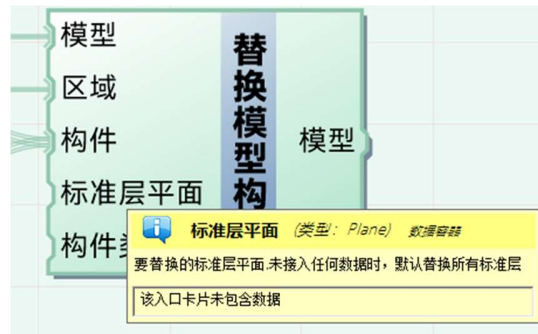 模型
区域
构件
标准层平面
构件
替换模型构
模型
标准层平面 (类型: Plane) 数据容器
要替换的标准层平面.未接入任何数据时，默认替换所有标准层
该入口卡片未包含数据